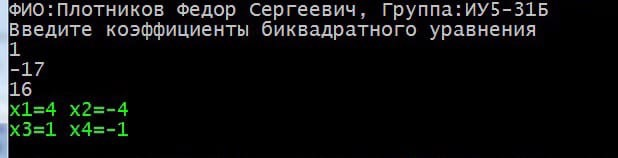 ФИО:Плотников Федор Сергеевич, Группа:ИУ5-31Б
Введите коэффициенты биквадратного уравнения
1
-17
16
x1=4 x2=-4
x3=1 x4=-1